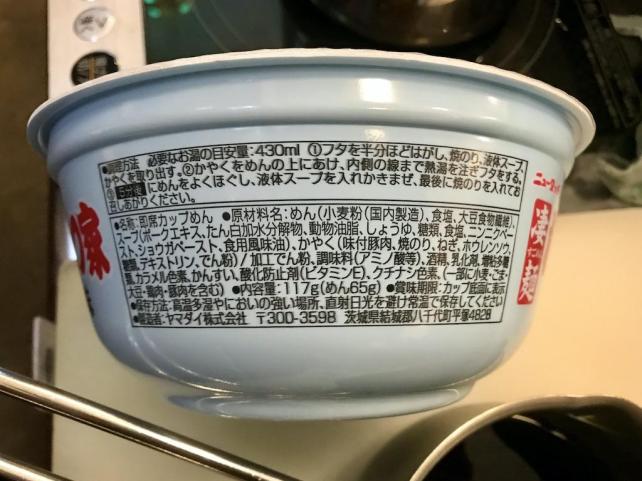 ●調理方法 必要なお湯の目安量:430ml ①フタを半分ほどはがし、焼のり、液体スープ、
かやくを取り出す。②かやくをめんの上にあけ、内側の線まで熱湯を注ぎフタをする。
③ にめんをよくほぐし、液体スープを入れかきまぜ、最後に焼のりを入れて
お召しあがりください。
●名称:即席カップめん ●原材料名:めん(小麦粉(国内製造)、食塩、大豆食物繊維)、
スープ(ポークエキス、たん白加水分解物、動物油脂、しょうゆ、糖類、食塩、ニンニクペー
スト、ショウガペースト、食用風味油)、かやく(味付豚肉、焼のり、ねぎ、ホウレンソウ、
デキストリン、でん粉)/加工でん粉、調味料(アミノ酸等)、酒精、乳化剤、増粘多糖
類、カラメル色素、かんすい、酸化防止剤(ビタミンE)、クチナシ色素、(一部に小麦・ごま・
大豆・鶏肉・豚肉を含む) ●内容量:117g(めん65g) ●賞味期限:カップ底面に表示
●保存方法:高温多湿やにおいの強い場所、直射日光を避け常温で保存してください
●製造者:ヤマダイ株式会社 〒300-3598 茨城県結城郡八千代町平塚4828
家
ニュータッチ
凄麺